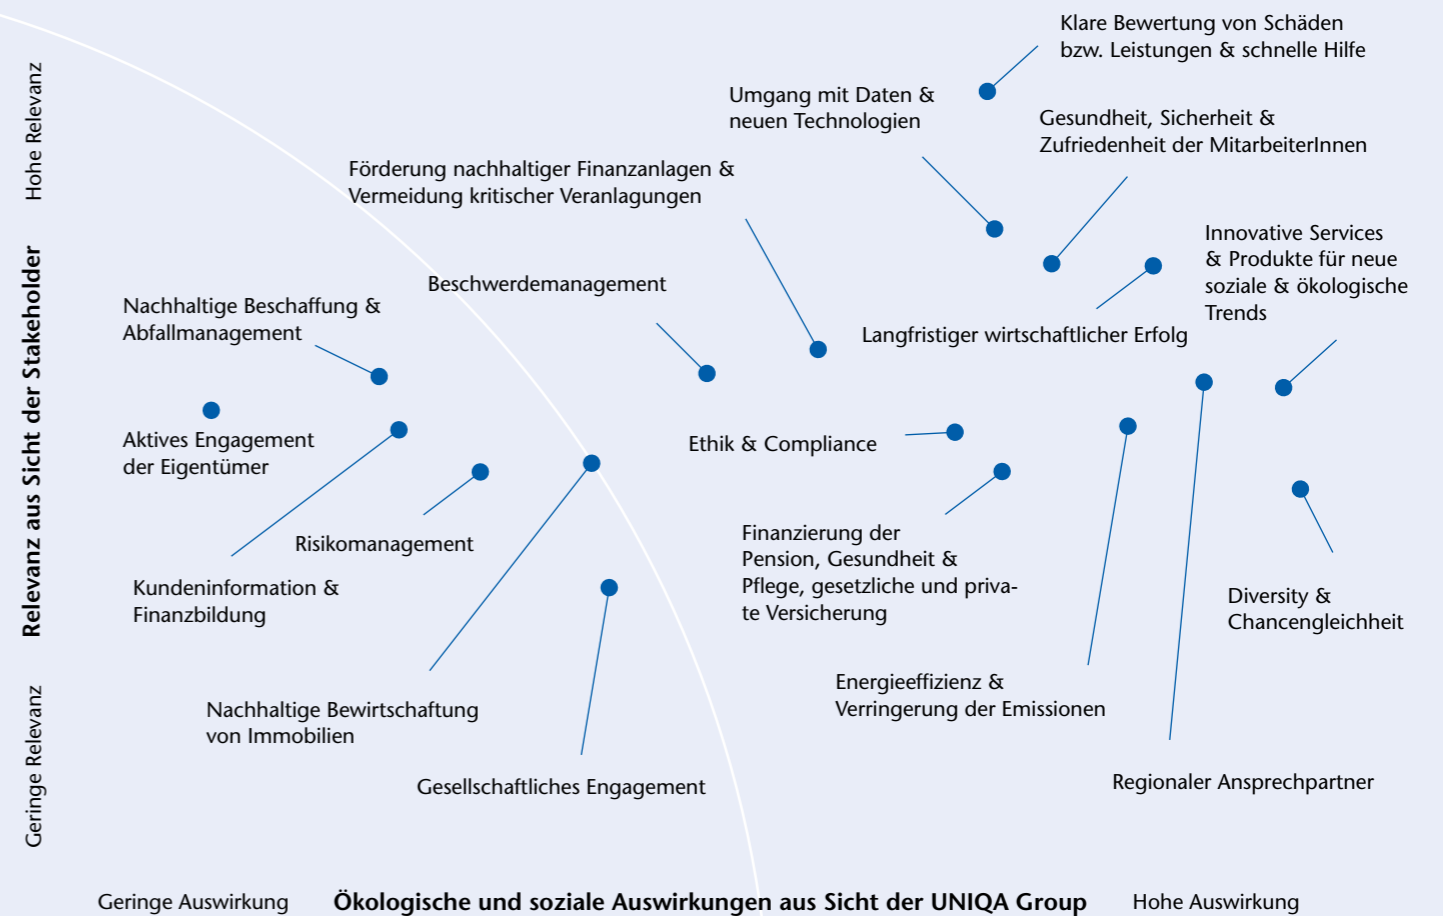 Klare Bewertung von Schäden
bzw. Leistungen & schnelle Hilfe
Umgang mit Daten &
neuen Technologien
Gesundheit, Sicherheit &
Zufriedenheit der MitarbeiterInnen
Förderung nachhaltiger Finanzanlagen &
Vermeidung kritischer Veranlagungen
Innovative Services
& Produkte für neue
soziale & ökologische
Trends
Beschwerdemanagement
Nachhaltige Beschaffung &
Abfallmanagement
Langfristiger wirtschaftlicher Erfolg
Aktives Engagement
der Eigentümer
Ethik & Compliance
Risikomanagement
Finanzierung der
Pension, Gesundheit &
Pflege, gesetzliche und priva-
te Versicherung
Kundeninformation &
Finanzbildung
Diversity &
Chancengleichheit
Energieeffizienz &
Verringerung der Emissionen
Nachhaltige Bewirtschaftung
von Immobilien
Gesellschaftliches Engagement
Regionaler Ansprechpartner
Hohe Relevanz
Relevanz aus Sicht der Stakeholder
Geringe Relevanz
Geringe Auswirkung
Ökologische und soziale Auswirkungen aus Sicht der UNIQA Group
Hohe Auswirkung